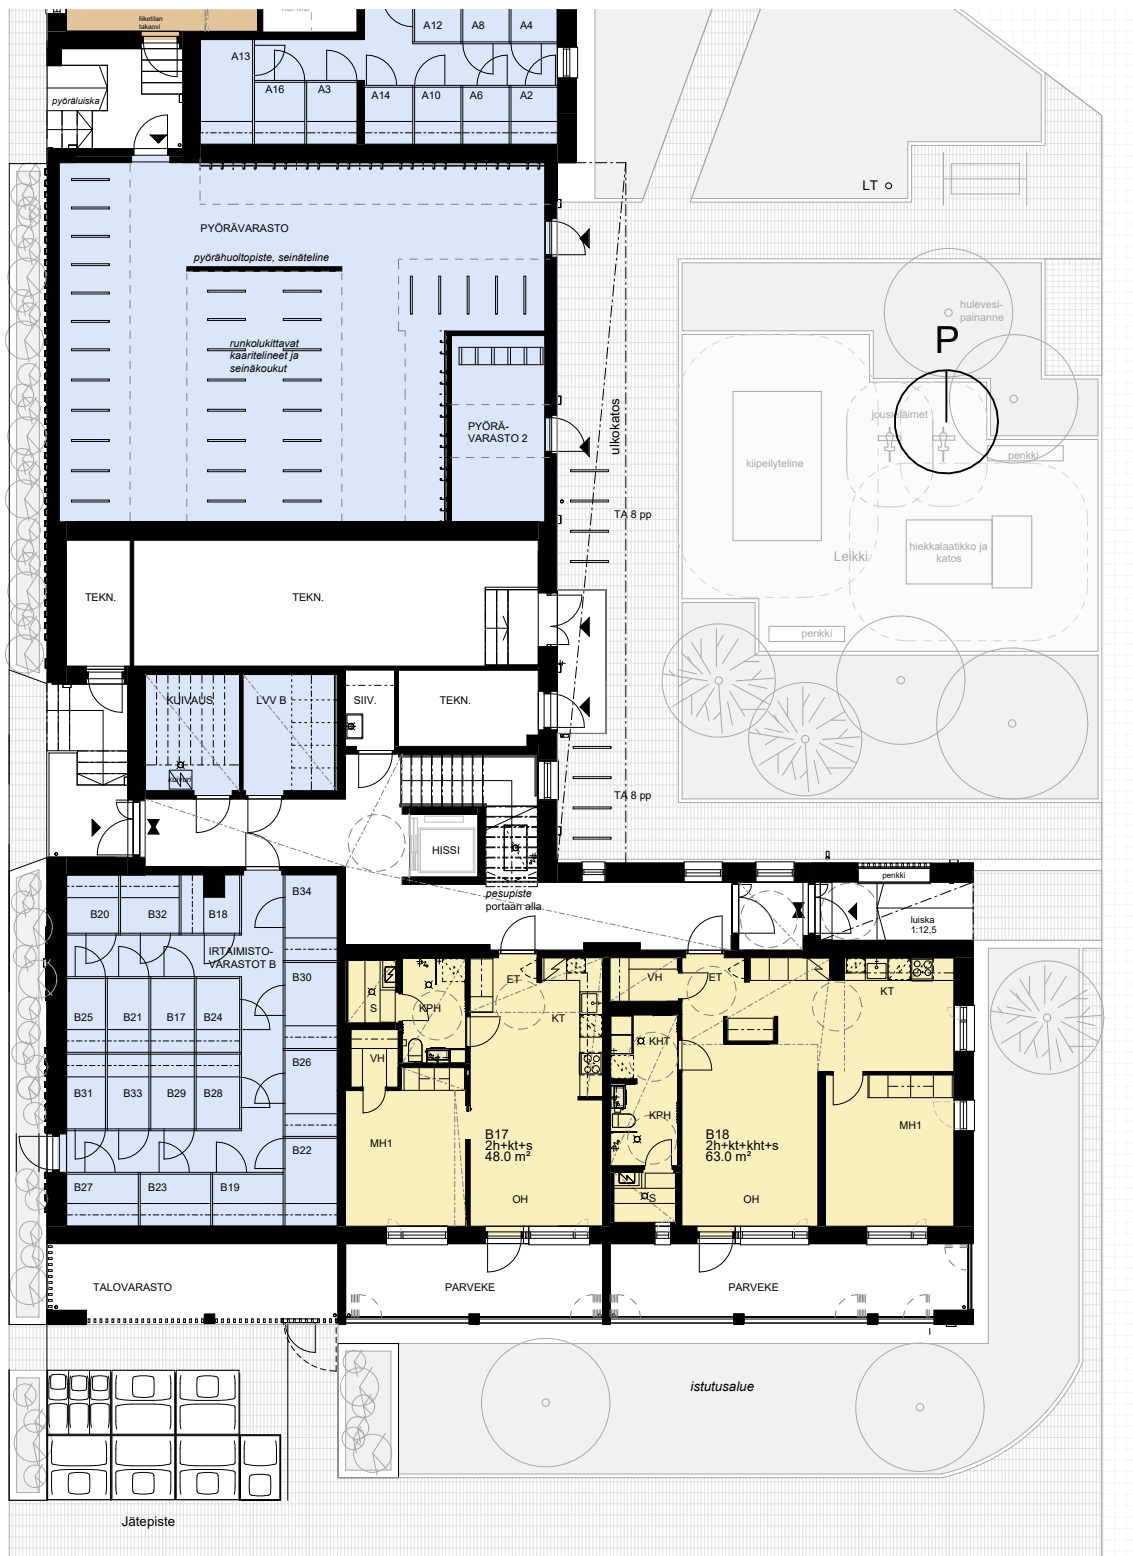 liiketilan
takaovi
A12
A8
A4
A13
A16
A3
A14
A10
A6
A2
pyöräluiska
LT
PYÖRÄVARASTO
pyörähuoltopiste, seinäteline
runkolukittavat
kaaritelineet ja
seinäkoukut
PYÖRÄ-
VARASTO 2
ulkokatos
TA 8 pp
hulevesi-
painanne
P
jousieläimet
kiipeilyteline
penkki
hiekkalaatikko ja
katos
Leikki
penkki
TEKN.
TEKN.
KUIVAUS
LVV B
SIIV.
TEKN.
TA 8 pp
HISSI
pesupiste
portaan alla.
penkki
luiska
1:12,5
B20
B32
B18
B34
IRTAIMISTO-
VARASTOT B
B30
B25
B21
B17
B24
B26
B31
B33
B29
B28
B22
B27
B23
B19
S
KPH
ET
KT
VH
MH1
B17
2h+kt+s
48.0 m²
OH
VH
ET
KT
KHT
KPH
S
B18
2h+kt+kht+s
63.0 m²
OH
MH1
TALOVARASTO
PARVEKE
PARVEKE
istutusalue
Jätepiste